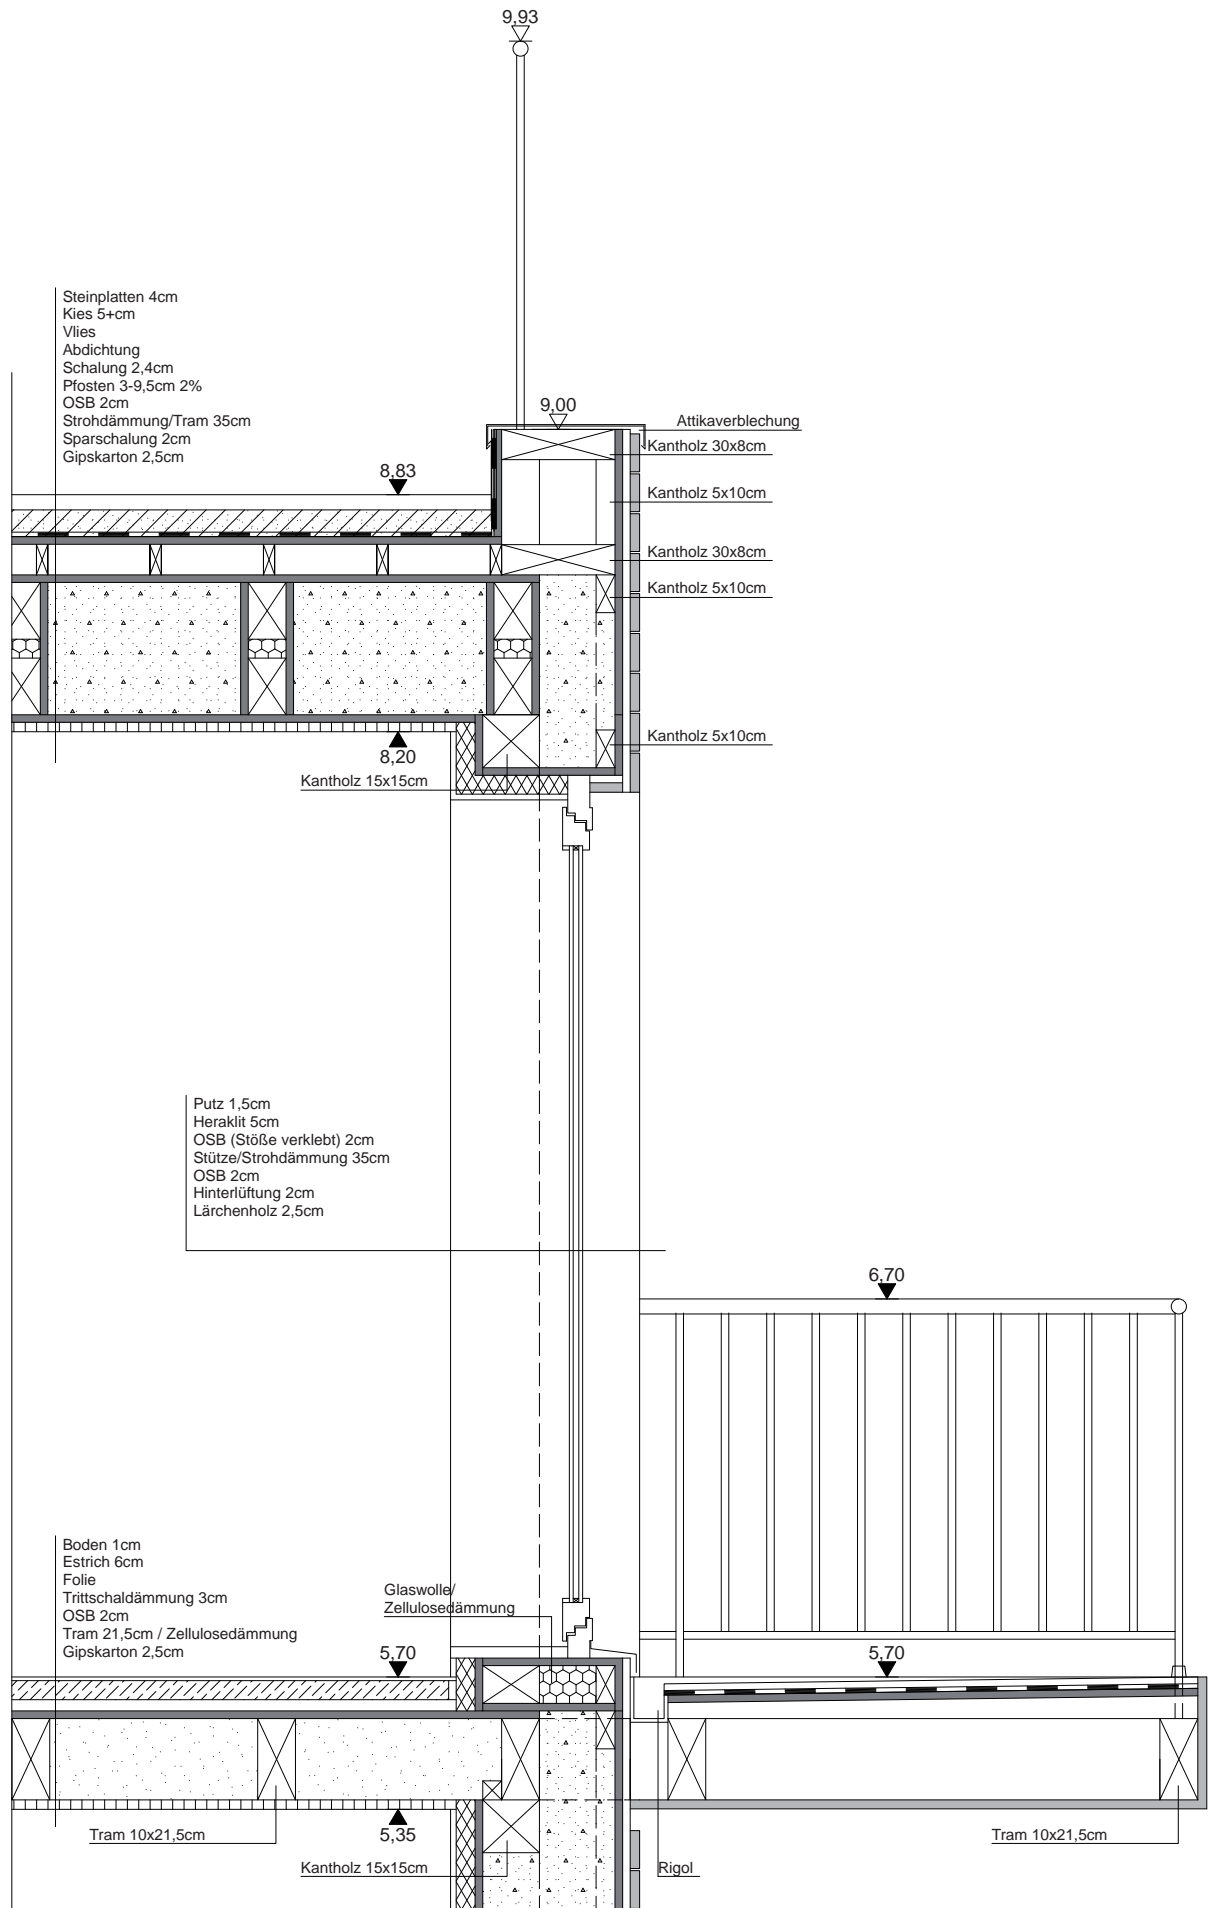 9,93
Steinplatten 4cm
Kies 5+cm
Vlies
Abdichtung
Schalung 2,4cm
Pfosten 3-9,5cm 2%
OSB 2cm
Strohdämmung/Tram 35cm
Sparschalung 2cm
Gipskarton 2,5cm
9,00
Attikaverblechung
Kantholz 30x8cm
8,83
Kantholz 5x10cm
Kantholz 30x8cm
Kantholz 5x10cm
Kantholz 5x10cm
8,20
Kantholz 15x15cm
Putz 1,5cm
Heraklit 5cm
OSB (Stöße verklebt) 2cm
Stütze/Strohdämmung 35cm
OSB 2cm
Hinterlüftung 2cm
Lärchenholz 2,5cm
6,70
Boden 1cm
Estrich 6cm
Folie
Trittschaldämmung 3cm
OSB 2cm
Tram 21,5cm / Zellulosedämmung
Gipskarton 2,5cm
Glaswolle/
Zellulosedämmung
5,70
5,70
5,35
Tram 10x21,5cm
Tram 10x21,5cm
Kantholz 15x15cm
Rigol